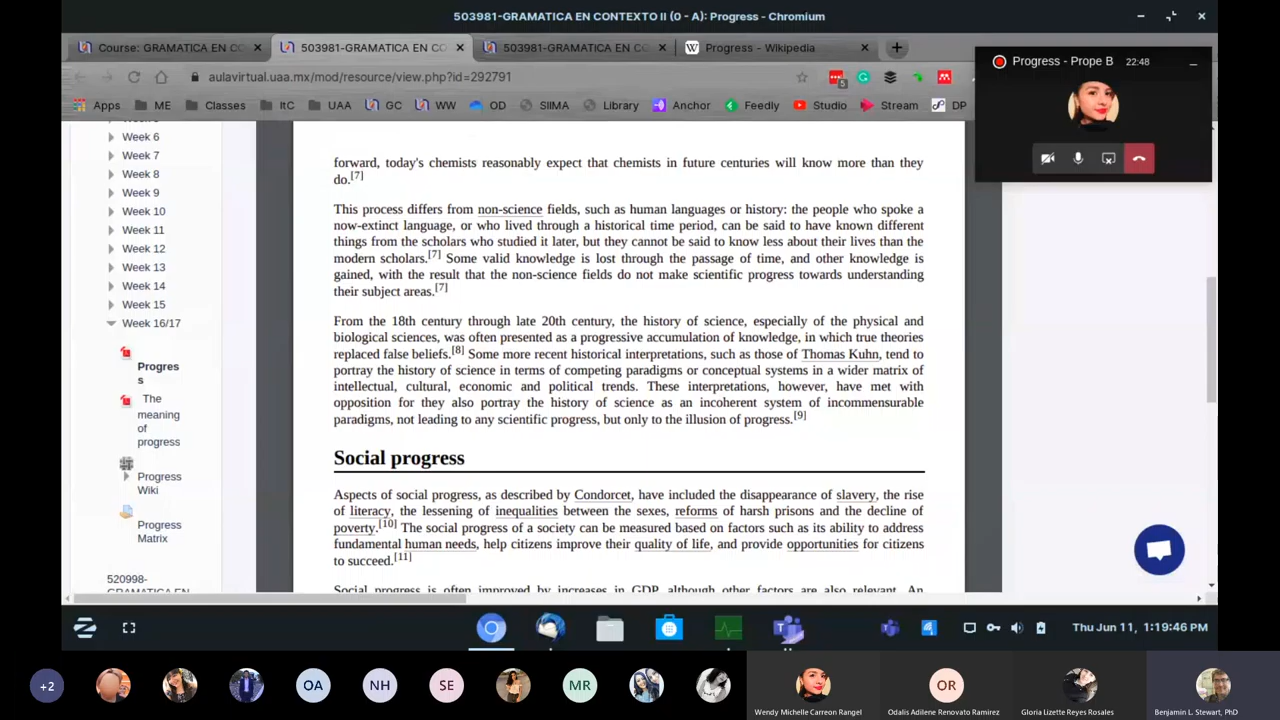 503981-GRAMATICA EN CONTEXTO II (0 - A): Progress - Chromium
Course: GRAMATICA EN CO
503981-GRAMATICA EN CO
503981-GRAMATICA EN CO
Progress - Wikipedia
aulavirtual.uaa.mx/mod/resource/view.php?id=292791
5
Apps
ME
Classes
ItC
UAA
GC
WW
OD
SIIMA
Library
Anchor
Feedly
Studio
Stream
DP
Progress - Prope B
22:48
Week 6
Week 7
Week 8
Week 9
Week 10
Week 11
Week 12
Week 13
Week 14
Week 15
Week 16/17
Progres
s
The
meaning
of
progress
Progress
Wiki
Progress
Matrix
520998-
GRAMATICA EN
forward, today's chemists reasonably expect that chemists in future centuries will know more than they
do.[7]
This process differs from non-science fields, such as human languages or history: the people who spoke a
now-extinct language, or who lived through a historical time period, can be said to have known different
things from the scholars who studied it later, but they cannot be said to know less about their lives than the
modern scholars.[7] Some valid knowledge is lost through the passage of time, and other knowledge is
gained, with the result that the non-science fields do not make scientific progress towards understanding
their subject areas.[7]
From the 18th century through late 20th century, the history of science, especially of the physical and
biological sciences, was often presented as a progressive accumulation of knowledge, in which true theories
replaced false beliefs.[8] Some more recent historical interpretations, such as those of Thomas Kuhn, tend to
portray the history of science in terms of competing paradigms or conceptual systems in a wider matrix of
intellectual, cultural, economic and political trends. These interpretations, however, have met with
opposition for they also portray the history of science as an incoherent system of incommensurable
paradigms, not leading to any scientific progress, but only to the illusion of progress.[9]
Social progress
Aspects of social progress, as described by Condorcet, have included the disappearance of slavery, the rise
of literacy, the lessening of inequalities between the sexes, reforms of harsh prisons and the decline of
poverty.[10] The social progress of a society can be measured based on factors such as its ability to address
fundamental human needs, help citizens improve their quality of life, and provide opportunities for citizens
to succeed.[11]
Social progress is often improved by increases in GDP, although other factors are also relevant. An
Thu Jun 11, 1:19:46 PM
+2
OA
NH
SE
MR
OR
Wendy Michelle Carreon Rangel
Odalis Adilene Renovato Ramirez
Gloria Lizette Reyes Rosales
Benjamin L. Stewart, PhD